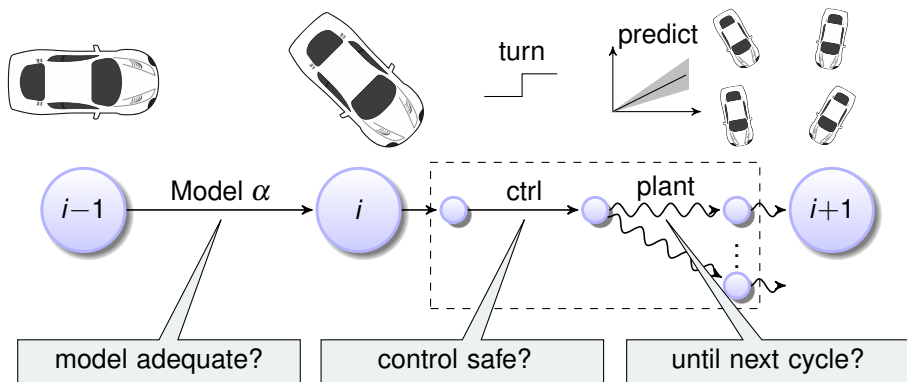 turn
predict
i−1
Model α
i
ctrl
plant
i+1
⋮
model adequate?
control safe?
until next cycle?